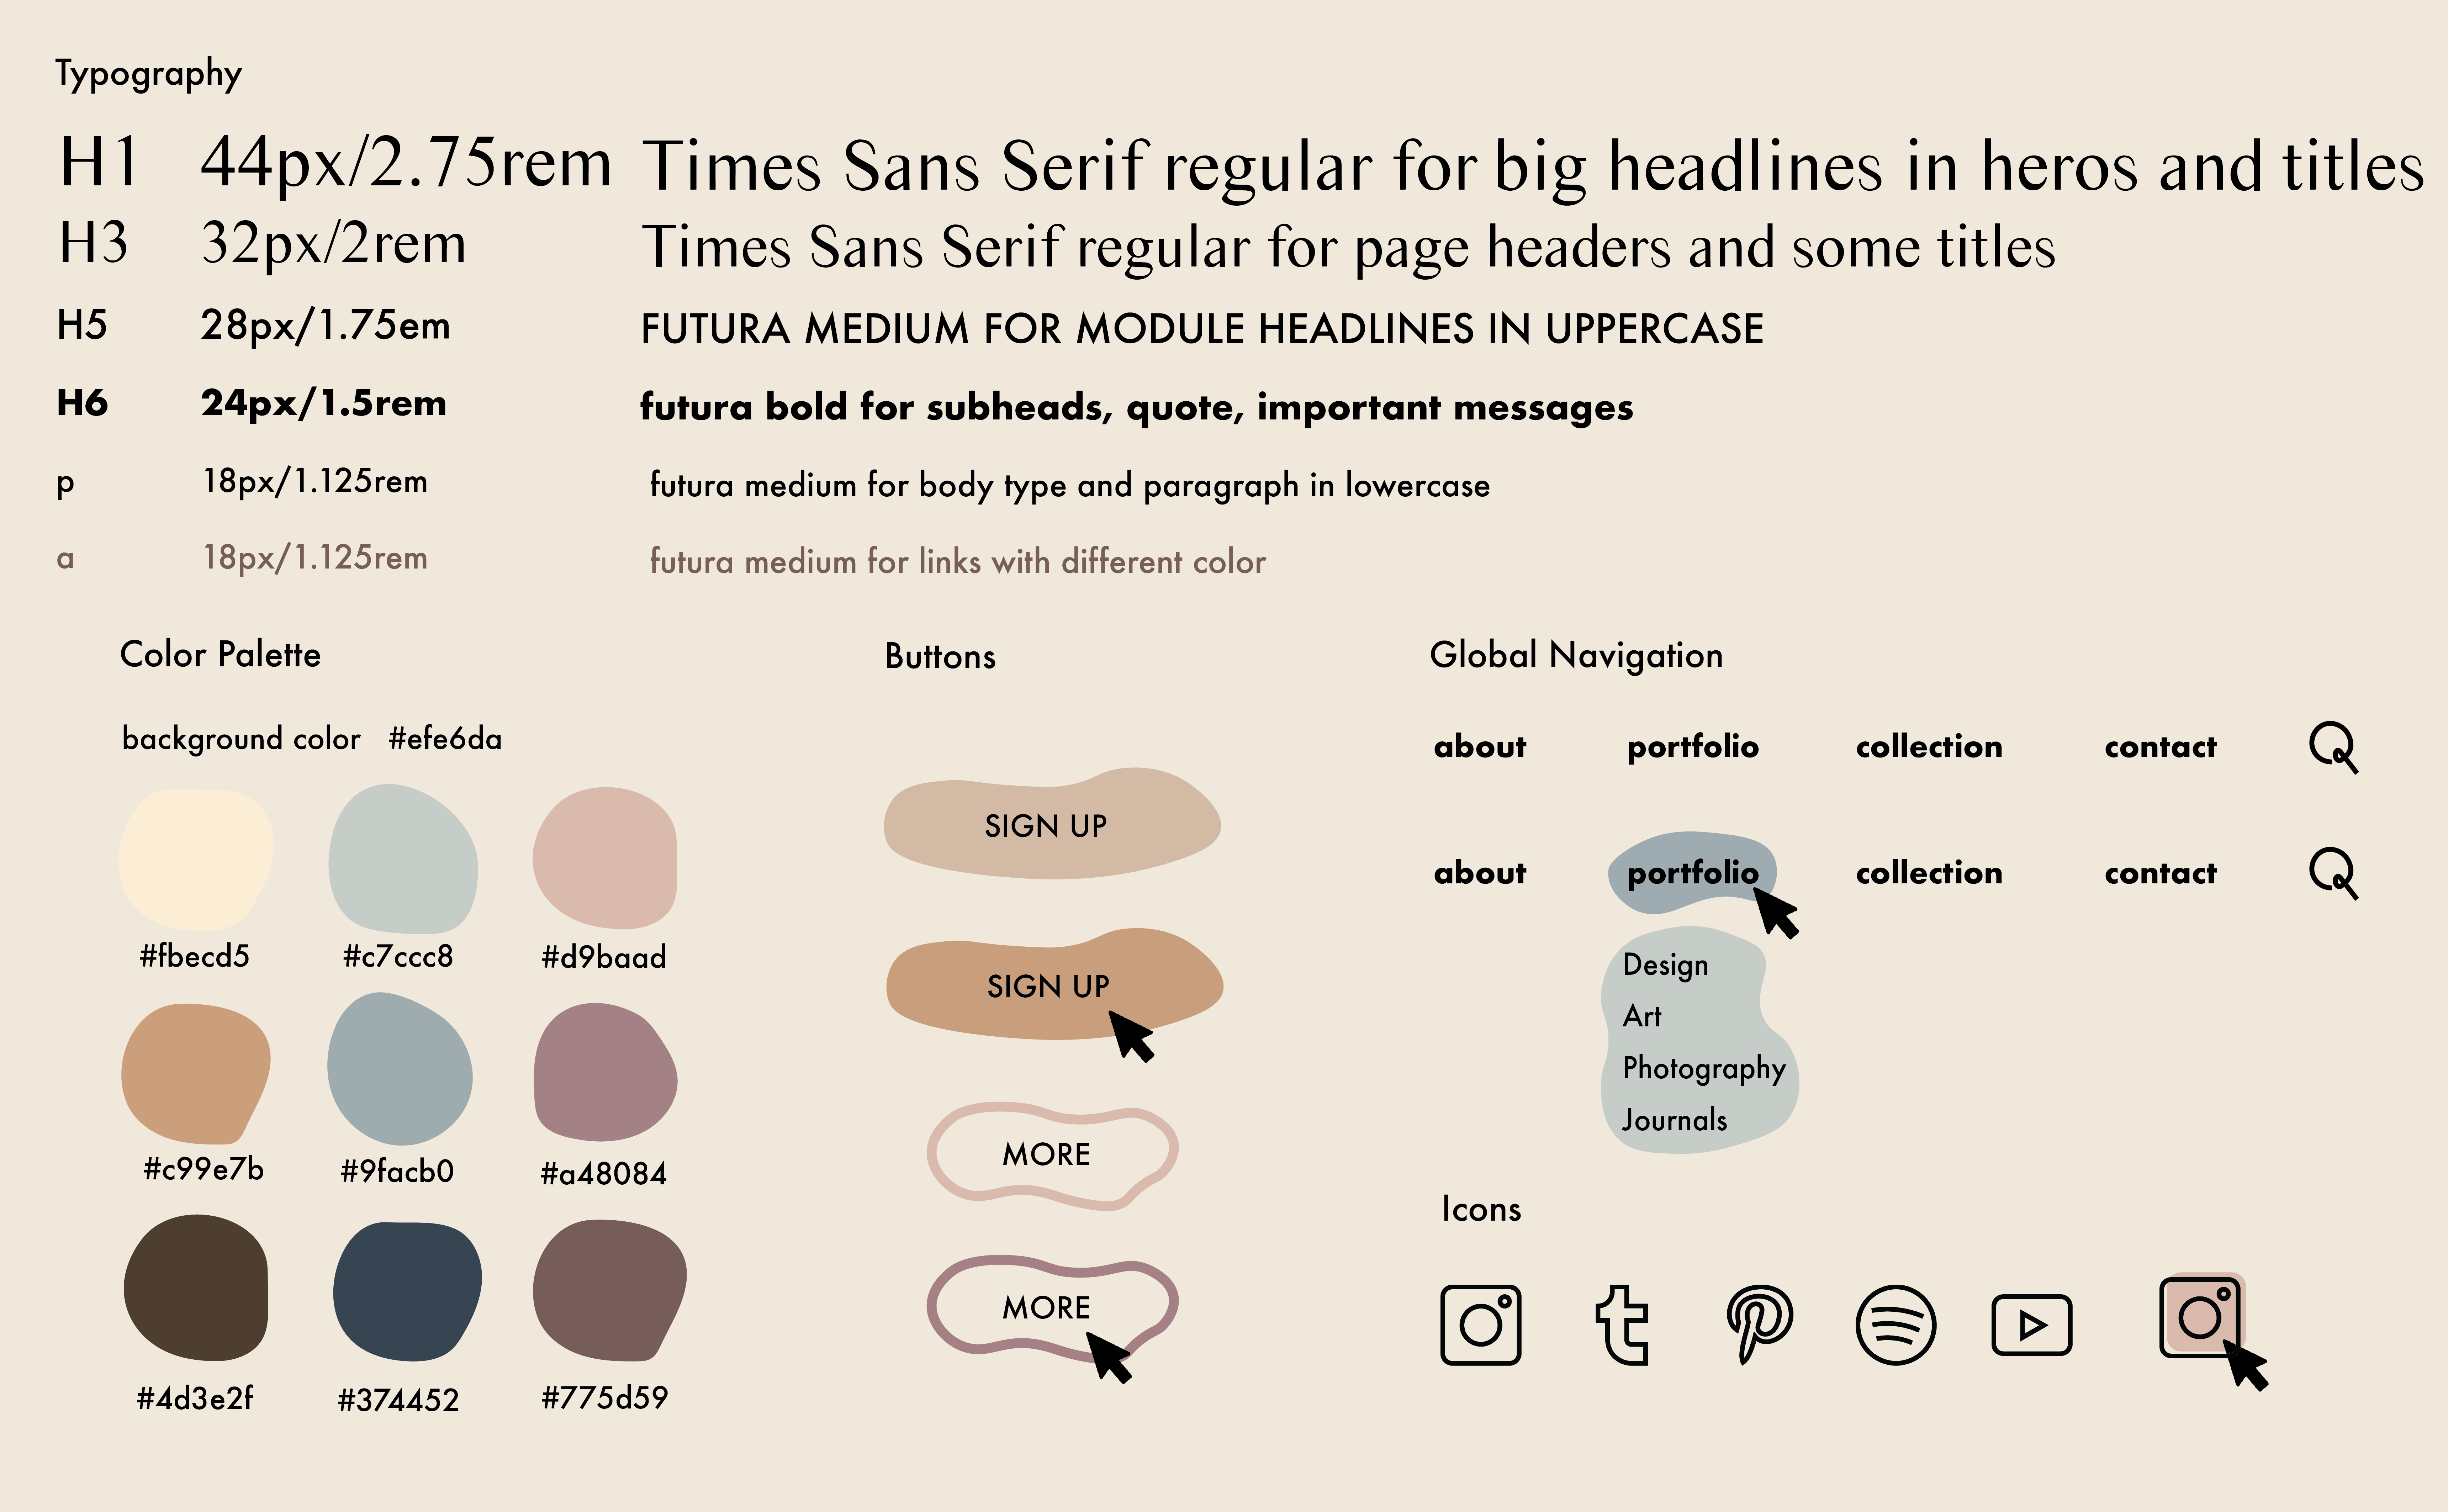 Typography
H1 44px/2.75rem Times Sans Serif regular for big headlines in heros and titles
H3 32px/2rem Times Sans Serif regular for page headers and some titles
H5 28px/1.75em FUTURA MEDIUM FOR MODULE HEADLINES IN UPPERCASE
H6 24px/1.5rem futura bold for subheads, quote, important messages
p 18px/1.125rem futura medium for body type and paragraph in lowercase
a 18px/1.125rem futura medium for links with different color
Color Palette
background color #efe6da
#fbecd5 #c7ccc8 #d9baad
#c99e7b #9facb0 #a48084
#4d3e2f #374452 #775d59
Buttons
SIGN UP
SIGN UP
MORE
MORE
Global Navigation
about portfolio collection contact
about portfolio collection contact
Design
Art
Photography
Journals
Icons